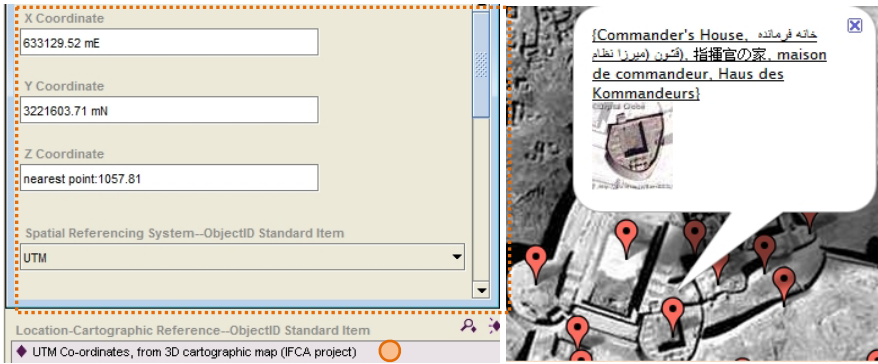 X Coordinate
633129.52 mE
Y Coordinate
3221603.71 mN
Z Coordinate
nearest point:1057.81
Spatial Referencing System--ObjectID Standard Item
UTM
Location-Cartographic Reference--ObjectID Standard Item
UTM Co-ordinates, from 3D cartographic map (IFCA project)
{Commander's House, خانه فرمانده
قشون (میرزا نظام), 指揮官の家, maison
de commandeur, Haus des
Kommandeurs}